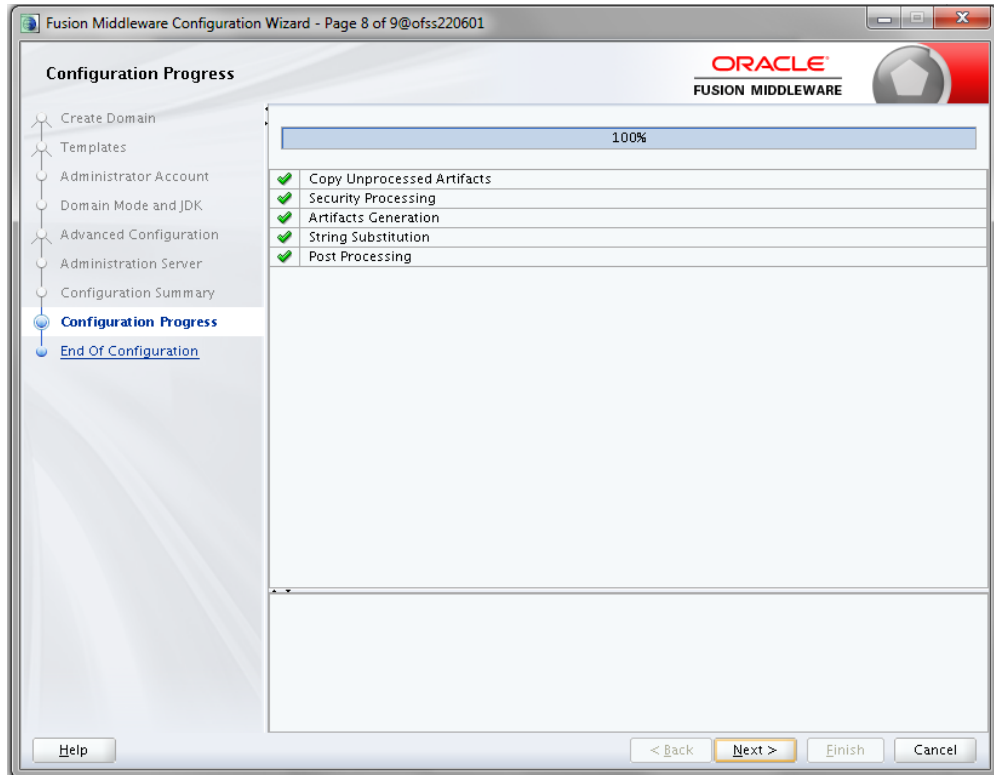 Fusion Middleware Configuration Wizard - Page 8 of 9@ofss220601
Configuration Progress
ORACLE
FUSION MIDDLEWARE
Create Domain
Templates
Administrator Account
Domain Mode and JDK
Advanced Configuration
Administration Server
Configuration Summary
Configuration Progress
End Of Configuration
100%
Copy Unprocessed Artifacts
Security Processing
Artifacts Generation
String Substitution
Post Processing
Help
< Back
Next >
Finish
Cancel